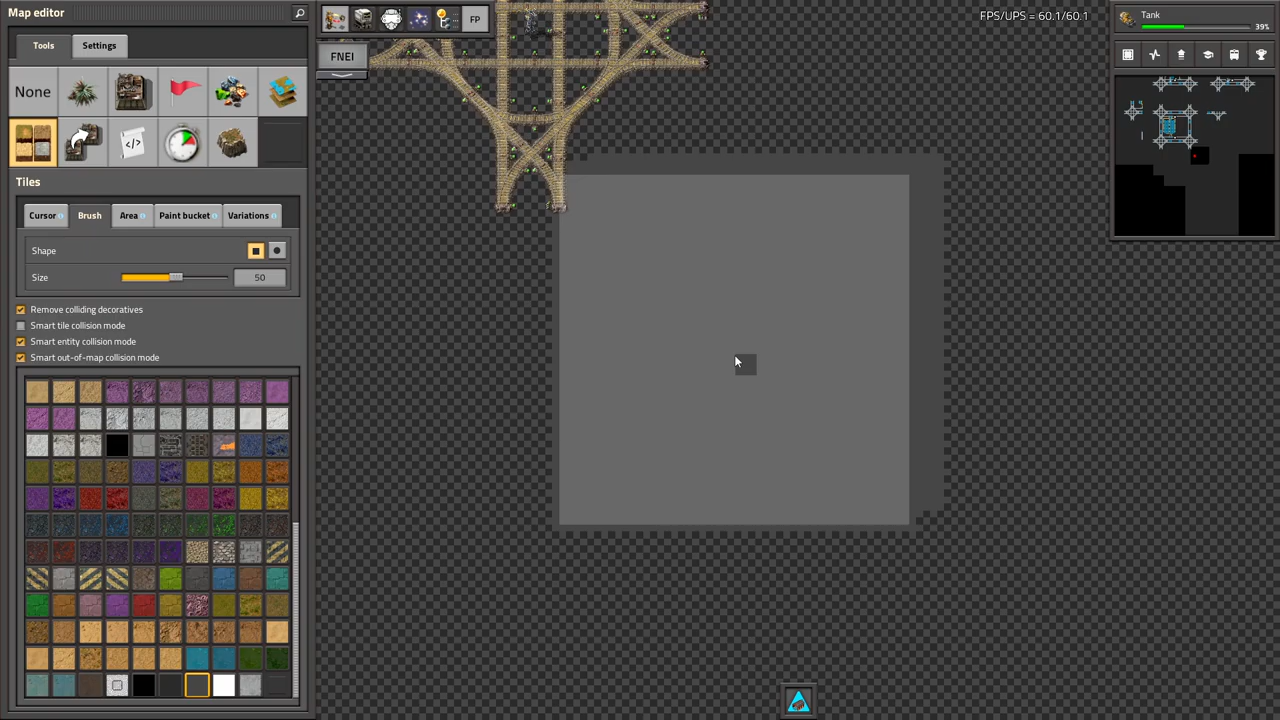 Map editor
Tools
Settings
None
Tiles
Cursor
Brush
Area
Paint bucket
Variations
Shape
Size
50
Remove colliding decoratives
Smart tile collision mode
Smart entity collision mode
Smart out-of-map collision mode
FP
FNEI
FPS/UPS = 60.1/60.1
Tank
39%